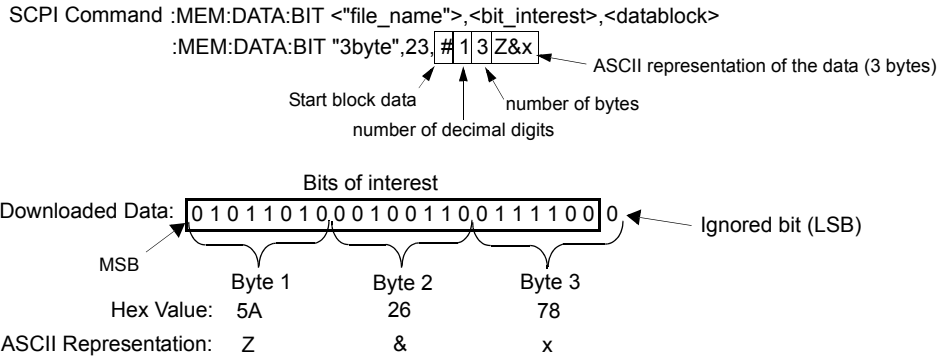 SCPI Command :MEM:DATA:BIT <"file_name">,<bit_interest>,<datablock>
:MEM:DATA:BIT "3byte",23,#13Z&x
ASCII representation of the data (3 bytes)
Start block data
number of bytes
number of decimal digits
Bits of interest
Downloaded Data: 0 1 0 1 1 0 1 0 0 0 1 0 0 1 1 0 0 1 1 1 1 0 0 0
Ignored bit (LSB)
MSB
Byte 1 Byte 2 Byte 3
Hex Value: 5A 26 78
ASCII Representation: Z & x